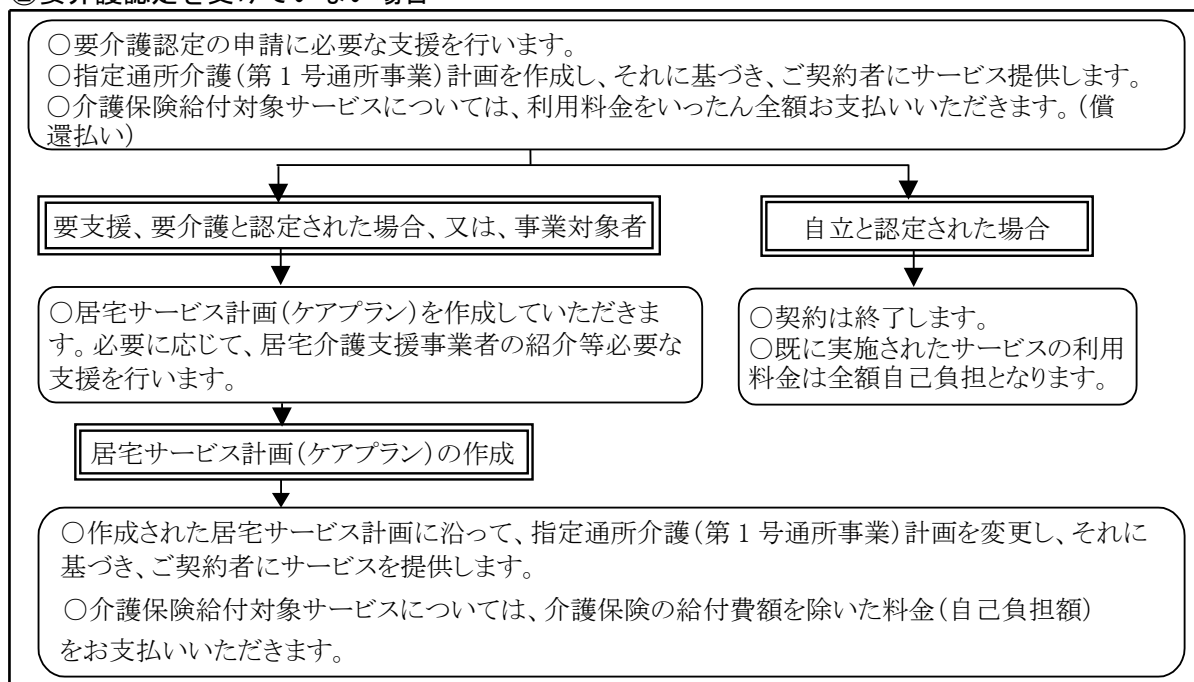 要介護認定を受けていない場合
○要介護認定の申請に必要な支援を行います。
○指定通所介護(第1号通所事業)計画を作成し、それに基づき、ご契約者にサービス提供します。
○介護保険給付対象サービスについては、利用料金をいったん全額お支払いいただきます。(償
還払い)
要支援、要介護と認定された場合、又は、事業対象者
自立と認定された場合
○居宅サービス計画(ケアプラン)を作成していただきま
す。必要に応じて、居宅介護支援事業者の紹介等必要な
支援を行います。
○契約は終了します。
○既に実施されたサービスの利用
料金は全額自己負担となります。
居宅サービス計画(ケアプラン)の作成
○作成された居宅サービス計画に沿って、指定通所介護(第1号通所事業)計画を変更し、それに
基づき、ご契約者にサービスを提供します。
○介護保険給付対象サービスについては、介護保険の給付費額を除いた料金(自己負担額)
をお支払いいただきます。